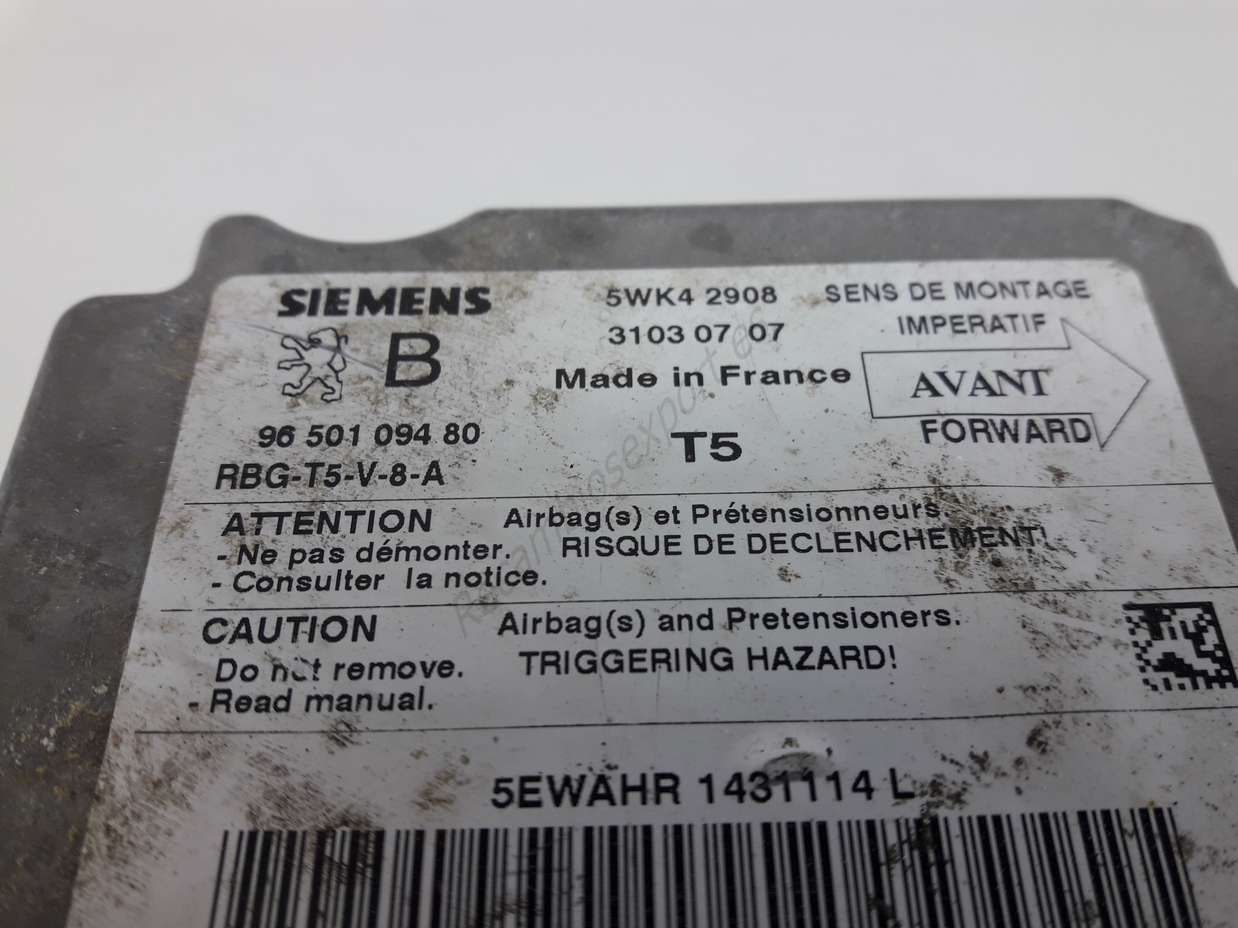 SIEMENS
B
96 501 094 80
RBG-T5-V-8-A
5WK4 2908
3103 0 7 07
Made in France
T5
SENS DE MONTAGE
IMPERATIF
AVANT
FORWARD
ATTENTION
- Ne pas démonter.
- Consulter la notice.
Airbag(s) et Prétensionneurs.
RISQUE DE DECLENCHEMENT!
CAUTION
Do not remove.
- Read manual.
Airbag(s) and Pretensioners.
TRIGGERING HAZARD!
5EWAHR 1431114 L